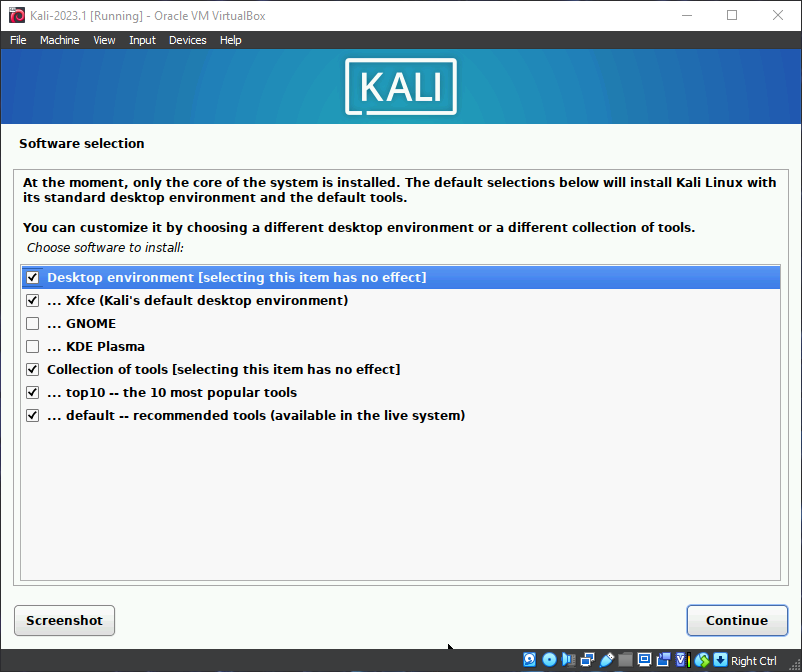 Kali-2023.1 [Running] - Oracle VM VirtualBox
File Machine View Input Devices Help
KALI
Software selection
At the moment, only the core of the system is installed. The default selections below will install Kali Linux with
its standard desktop environment and the default tools.
You can customize it by choosing a different desktop environment or a different collection of tools.
Choose software to install:
Desktop environment [selecting this item has no effect]
... Xfce (Kali's default desktop environment)
... GNOME
... KDE Plasma
Collection of tools [selecting this item has no effect]
... top10 -- the 10 most popular tools
... default -- recommended tools (available in the live system)
Screenshot
Continue
Right Ctrl